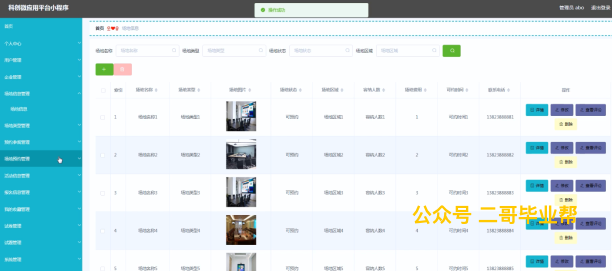 科创微应用平台小程序
操作成功
管理员 abo
退出登录
首页
个人中心
用户管理
企业管理
场地信息管理
场地信息
场地类型管理
预约审核管理
场地预约管理
活动信息管理
报名信息管理
我的收藏管理
试卷管理
试题管理
系统管理
首页
场地信息
场地名称
场地名称
场地类型
场地类型
场地状态
场地状态
场地区域
场地区域
索引 场地名称 场地类型 场地图片 场地状态 场地区域 容纳人数 场地费用 可约时间 服务电话 操作
1 场地名称1 场地类型1 可预约 场地区域1 容纳人数1 1 可约时间1 13823888881 详情 修改 查看评论 删除
2 场地名称2 场地类型2 可预约 场地区域2 容纳人数2 2 可约时间2 13823888882 详情 修改 查看评论 删除
3 场地名称3 场地类型3 可预约 场地区域3 容纳人数3 3 可约时间3 13823888883 详情 修改 查看评论 删除
4 场地名称4 场地类型4 可预约 场地区域4 容纳人数4 4 可约时间4 13823888884 详情 修改 查看评论 删除
5 场地名称5 场地类型5 可预约 场地区域5 容纳人数5 5 可约时间5 13823888885 详情 修改 查看评论
公众号 二哥毕业帮